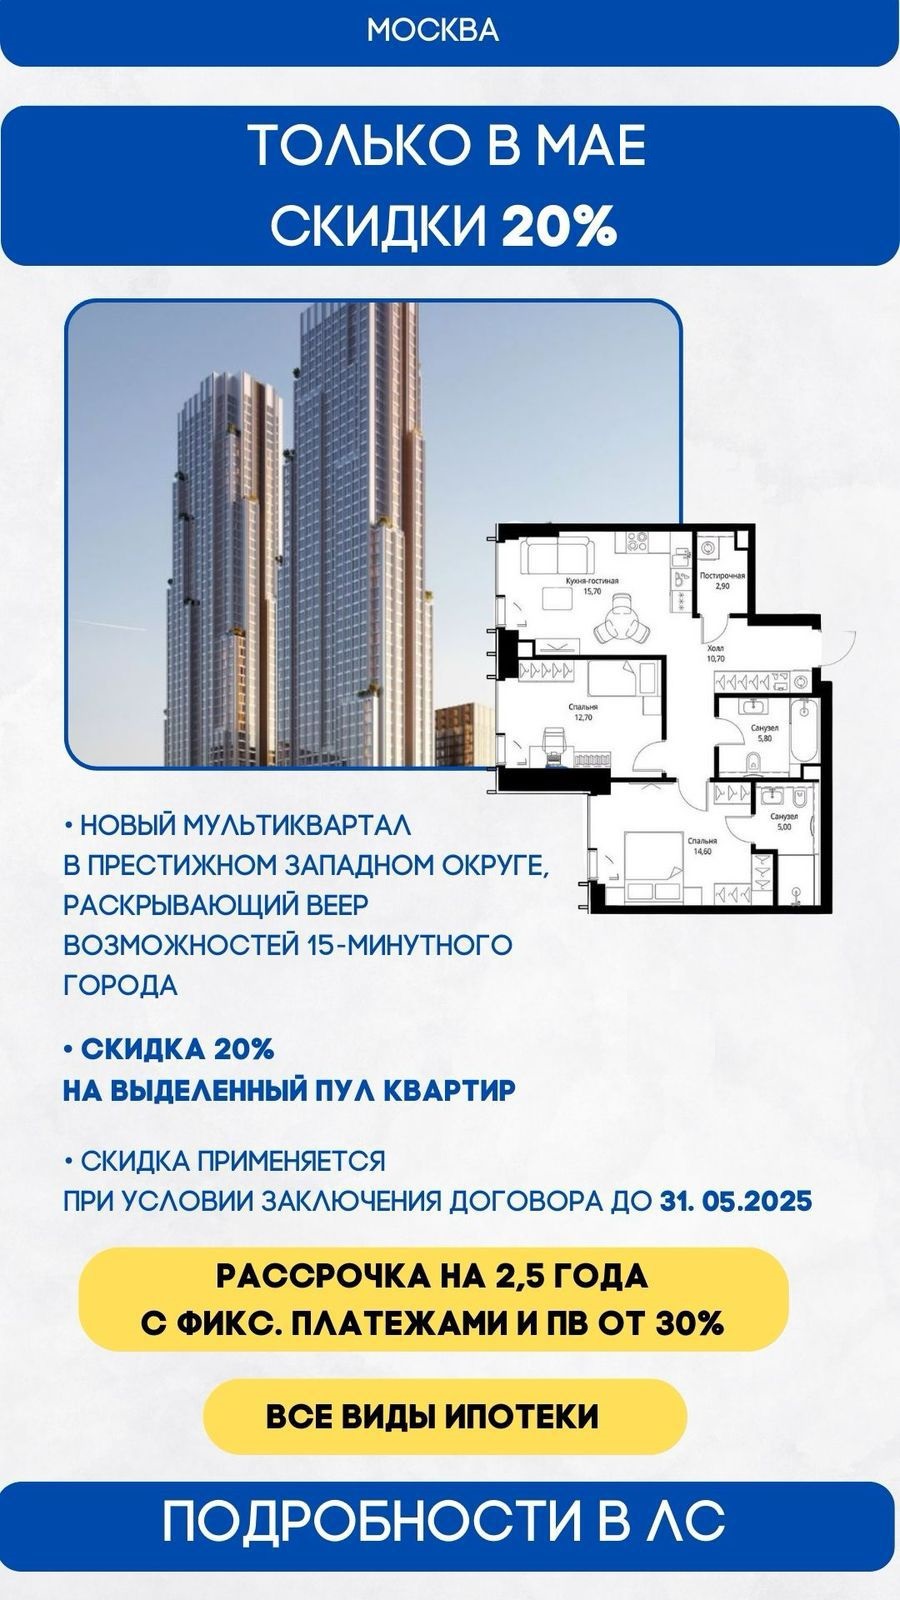 МОСКВА
ТОЛЬКО В МАЕ
СКИДКИ 20%
Кухня-гостиная
15,70
Постирочная
2,90
Холл
10,70
Спальня
12,70
Санузел
5,80
Спальня
14,60
Санузел
5,00
• НОВЫЙ МУЛЬТИКВАРТАЛ
В ПРЕСТИЖНОМ ЗАПАДНОМ ОКРУГЕ,
РАСКРЫВАЮЩИЙ ВЕЕР
ВОЗМОЖНОСТЕЙ 15-МИНУТНОГО
ГОРОДА
• СКИДКА 20%
НА ВЫДЕЛЕННЫЙ ПУЛ КВАРТИР
• СКИДКА ПРИМЕНЯЕТСЯ
ПРИ УСЛОВИИ ЗАКЛЮЧЕНИЯ ДОГОВОРА ДО 31. 05.2025
РАССРОЧКА НА 2,5 ГОДА
С ФИКС. ПЛАТЕЖАМИ И ПВ ОТ 30%
ВСЕ ВИДЫ ИПОТЕКИ
ПОДРОБНОСТИ В ЛС